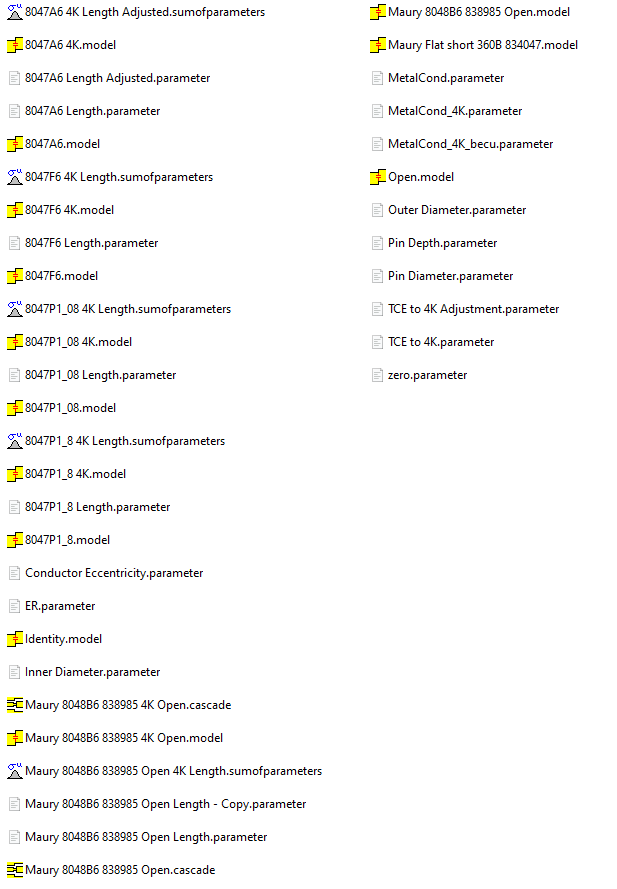 8047A6 4K Length Adjusted.sumofparameters
8047A6 4K.model
8047A6 Length Adjusted.parameter
8047A6 Length.parameter
8047A6.model
8047F6 4K Length.sumofparameters
8047F6 4K.model
8047F6 Length.parameter
8047F6.model
8047P1_08 4K Length.sumofparameters
8047P1_08 4K.model
8047P1_08 Length.parameter
8047P1_08.model
8047P1_8 4K Length.sumofparameters
8047P1_8 4K.model
8047P1_8 Length.parameter
8047P1_8.model
Conductor Eccentricity.parameter
ER.parameter
Identity.model
Inner Diameter.parameter
Maury 8048B6 838985 4K Open.cascade
Maury 8048B6 838985 4K Open.model
Maury 8048B6 838985 Open 4K Length.sumofparameters
Maury 8048B6 838985 Open Length - Copy.parameter
Maury 8048B6 838985 Open Length.parameter
Maury 8048B6 838985 Open.cascade
Maury 8048B6 838985 Open.model
Maury Flat short 360B 834047.model
MetalCond.parameter
MetalCond_4K.parameter
MetalCond_4K_becu.parameter
Open.model
Outer Diameter.parameter
Pin Depth.parameter
Pin Diameter.parameter
TCE to 4K Adjustment.parameter
TCE to 4K.parameter
zero.parameter